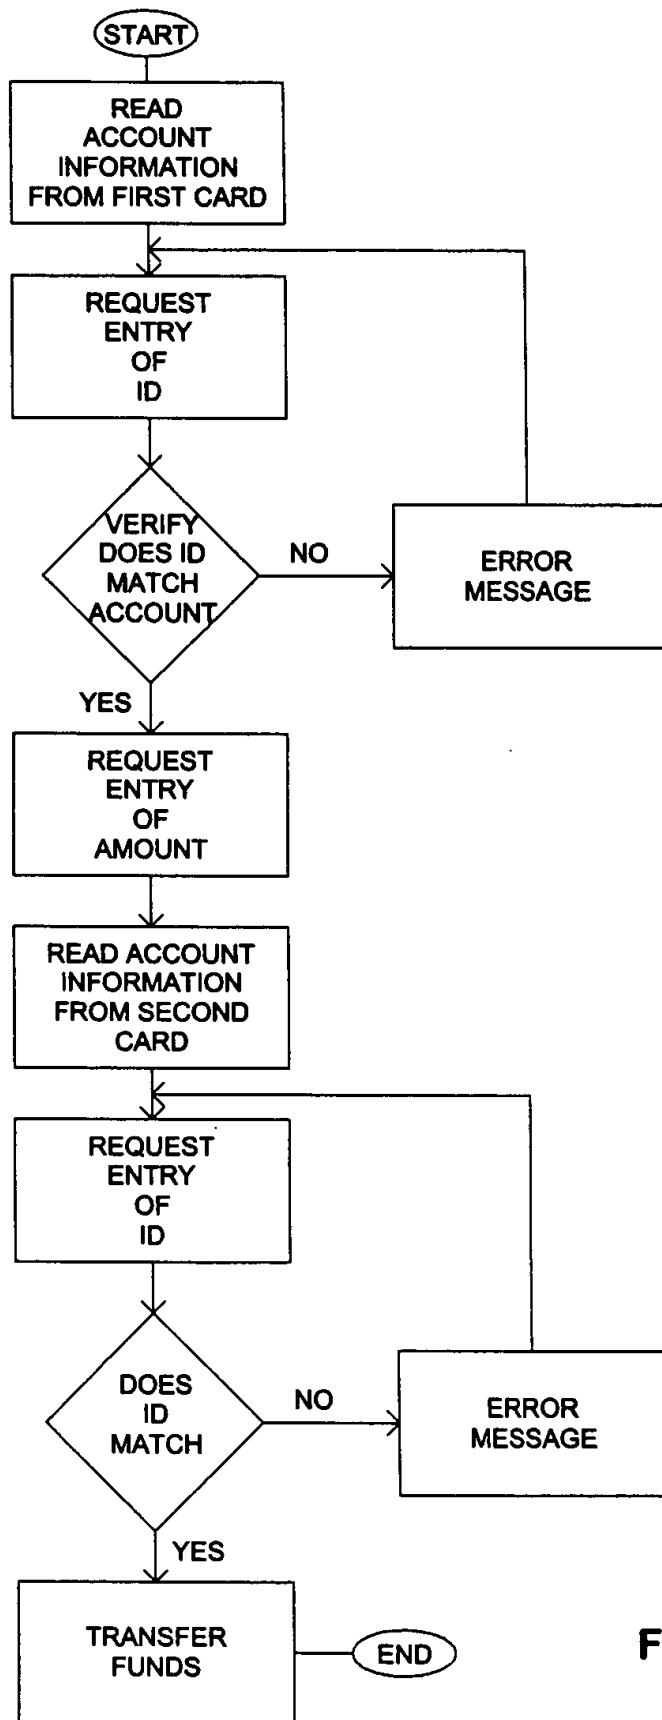 START
READ
ACCOUNT
INFORMATION
FROM FIRST CARD
REQUEST
ENTRY
OF
ID
VERIFY
DOES ID
MATCH
ACCOUNT
NO
ERROR
MESSAGE
YES
REQUEST
ENTRY
OF
AMOUNT
READ ACCOUNT
INFORMATION
FROM SECOND
CARD
REQUEST
ENTRY
OF
ID
DOES
ID
MATCH
NO
ERROR
MESSAGE
YES
TRANSFER
FUNDS
END
F